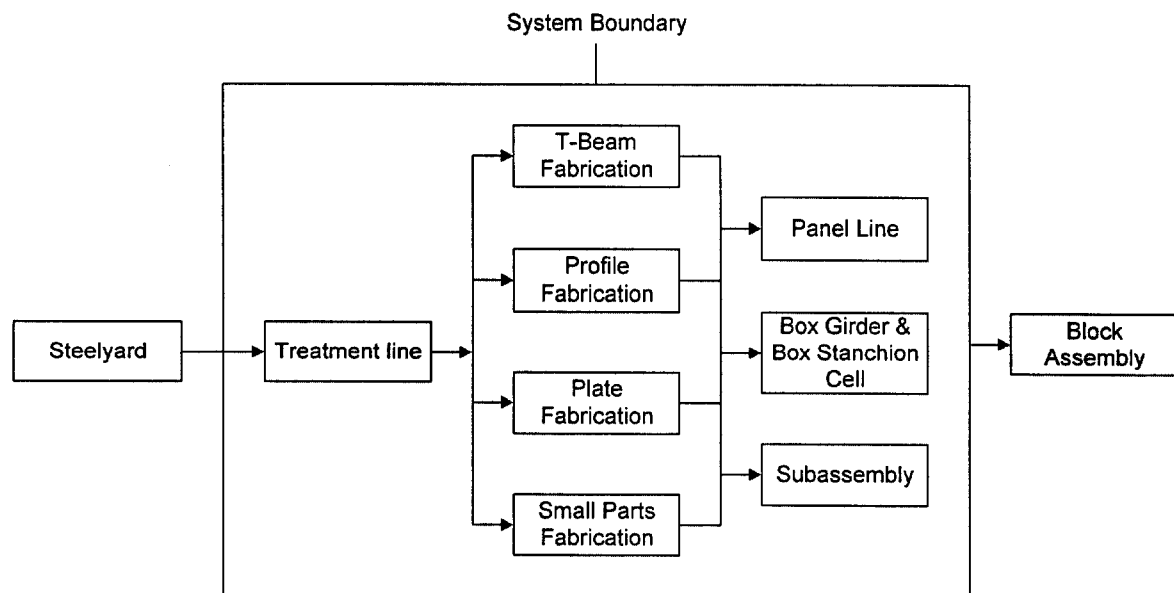 System Boundary
T-Beam
Fabrication
Panel Line
Profile
Fabrication
Steelyard
Treatment line
Box Girder &
Box Stanchion
Cell
Block
Assembly
Plate
Fabrication
Subassembly
Small Parts
Fabrication